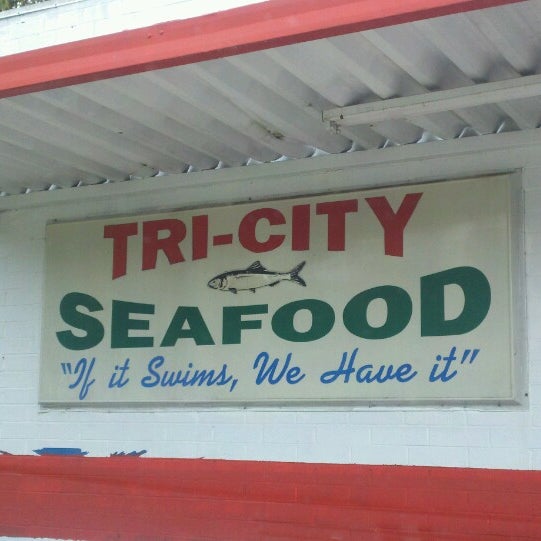 TRI-CITY
SEAFOOD
"If it Swims, We Have it"